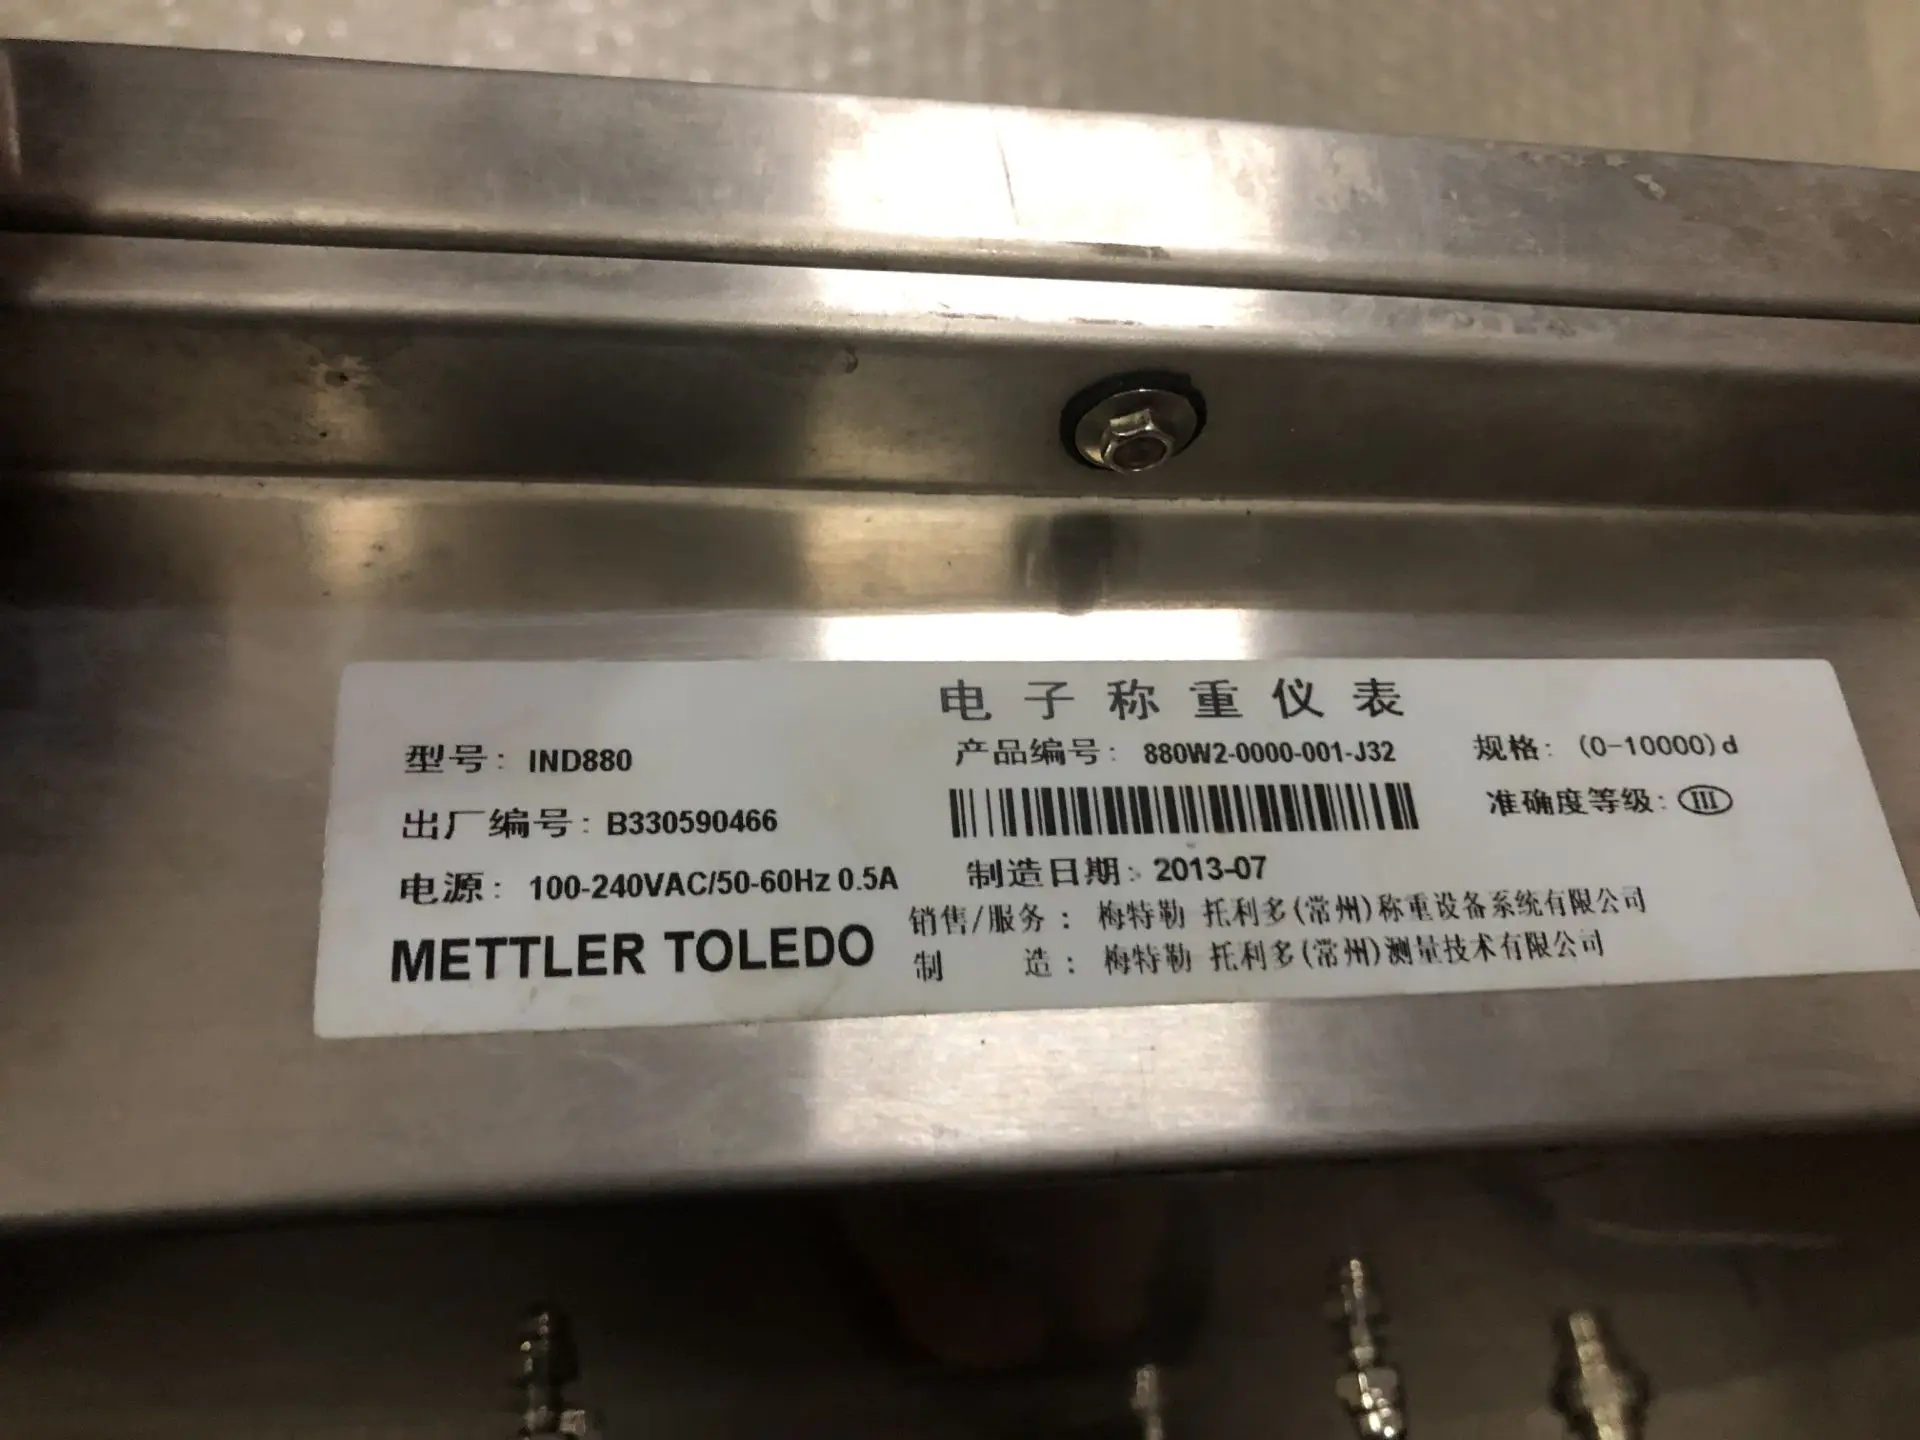 电子称重仪表
型号: IND880
产品编号: 880W2-0000-001-J32
规格: (0-10000)d
出厂编号: B330590466
准确度等级: III
电源: 100-240VAC/50-60Hz 0.5A
制造日期: 2013-07
METTLER TOLEDO
销售/服务: 梅特勒 托利多(常州)称重设备系统有限公司
制 造: 梅特勒 托利多(常州)测量技术有限公司